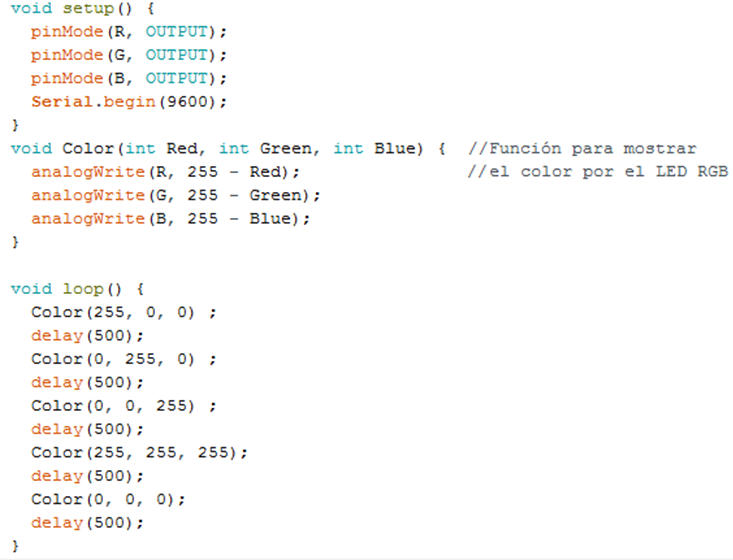 void setup() {
  pinMode(R, OUTPUT);
  pinMode(G, OUTPUT);
  pinMode(B, OUTPUT);
  Serial.begin(9600);
}
void Color(int Red, int Green, int Blue) {  //Función para mostrar
  analogWrite(R, 255 - Red);                //el color por el LED RGB
  analogWrite(G, 255 - Green);
  analogWrite(B, 255 - Blue);
}

void loop() {
  Color(255, 0, 0) ;
  delay(500);
  Color(0, 255, 0) ;
  delay(500);
  Color(0, 0, 255) ;
  delay(500);
  Color(255, 255, 255);
  delay(500);
  Color(0, 0, 0);
  delay(500);
}